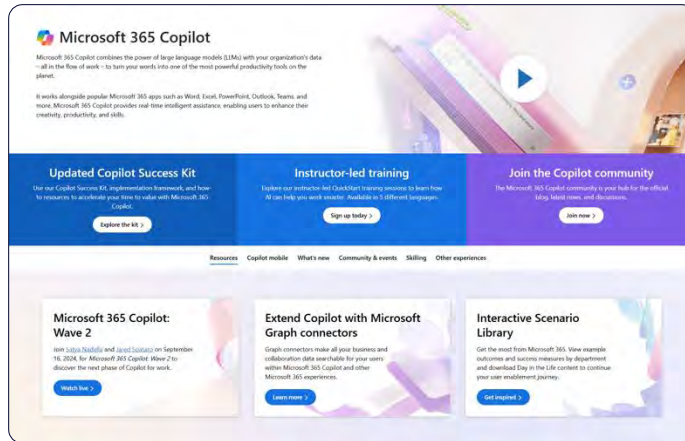 Microsoft 365 Copilot
Microsoft 365 Copilot combines the power of large language models (LLMs) with your organization's data
– all in the flow of work – to turn your words into one of the most powerful productivity tools on the
planet.
It works alongside popular Microsoft 365 apps such as Word, Excel, PowerPoint, Outlook, Teams, and
more. Microsoft 365 Copilot provides real-time intelligent assistance, enabling users to enhance their
creativity, productivity, and skills.
Updated Copilot Success Kit
Use our Copilot Success Kit, implementation framework, and how-
to resources to accelerate your time to value with Microsoft 365
Copilot.
Explore the kit >
Instructor-led training
Explore our instructor-led QuickStart training sessions to learn how
AI can help you work smarter. Available in 5 different languages.
Sign up today >
Join the Copilot community
The Microsoft 365 Copilot community is your hub for the official
blog, latest news, and discussions.
Join now >
Resources Copilot mobile What's new Community & events Skilling Other experiences
Microsoft 365 Copilot:
Wave 2
Join Satya Nadella and Jared Spataro on September
16, 2024, for Microsoft 365 Copilot: Wave 2 to
discover the next phase of Copilot for work.
Watch live >
Extend Copilot with Microsoft
Graph connectors
Graph connectors make all your business and
collaboration data searchable for your users
within Microsoft 365 Copilot and other
Microsoft 365 experiences.
Learn more >
Interactive Scenario
Library
Get the most from Microsoft 365. View example
outcomes and success measures by department
and download Day in the Life content to continue
your user enablement journey.
Get inspired >